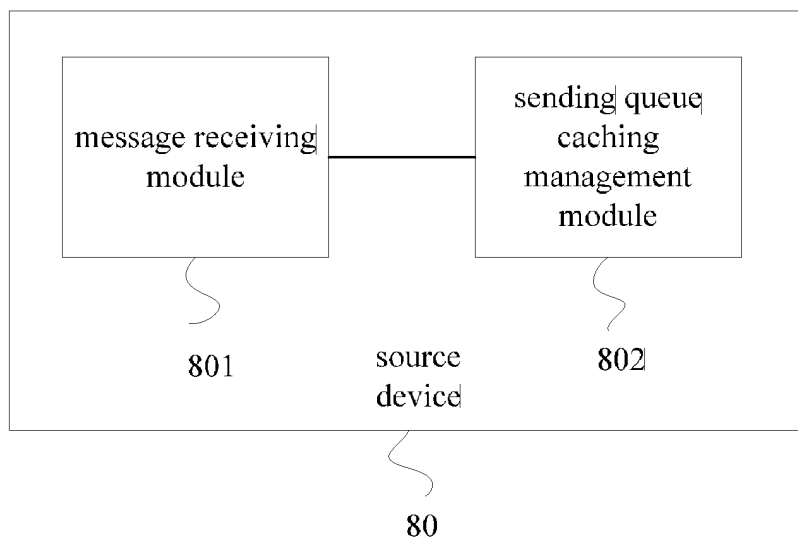 message receiving
module
sending queue
caching
management
module
801
source
device
802
80